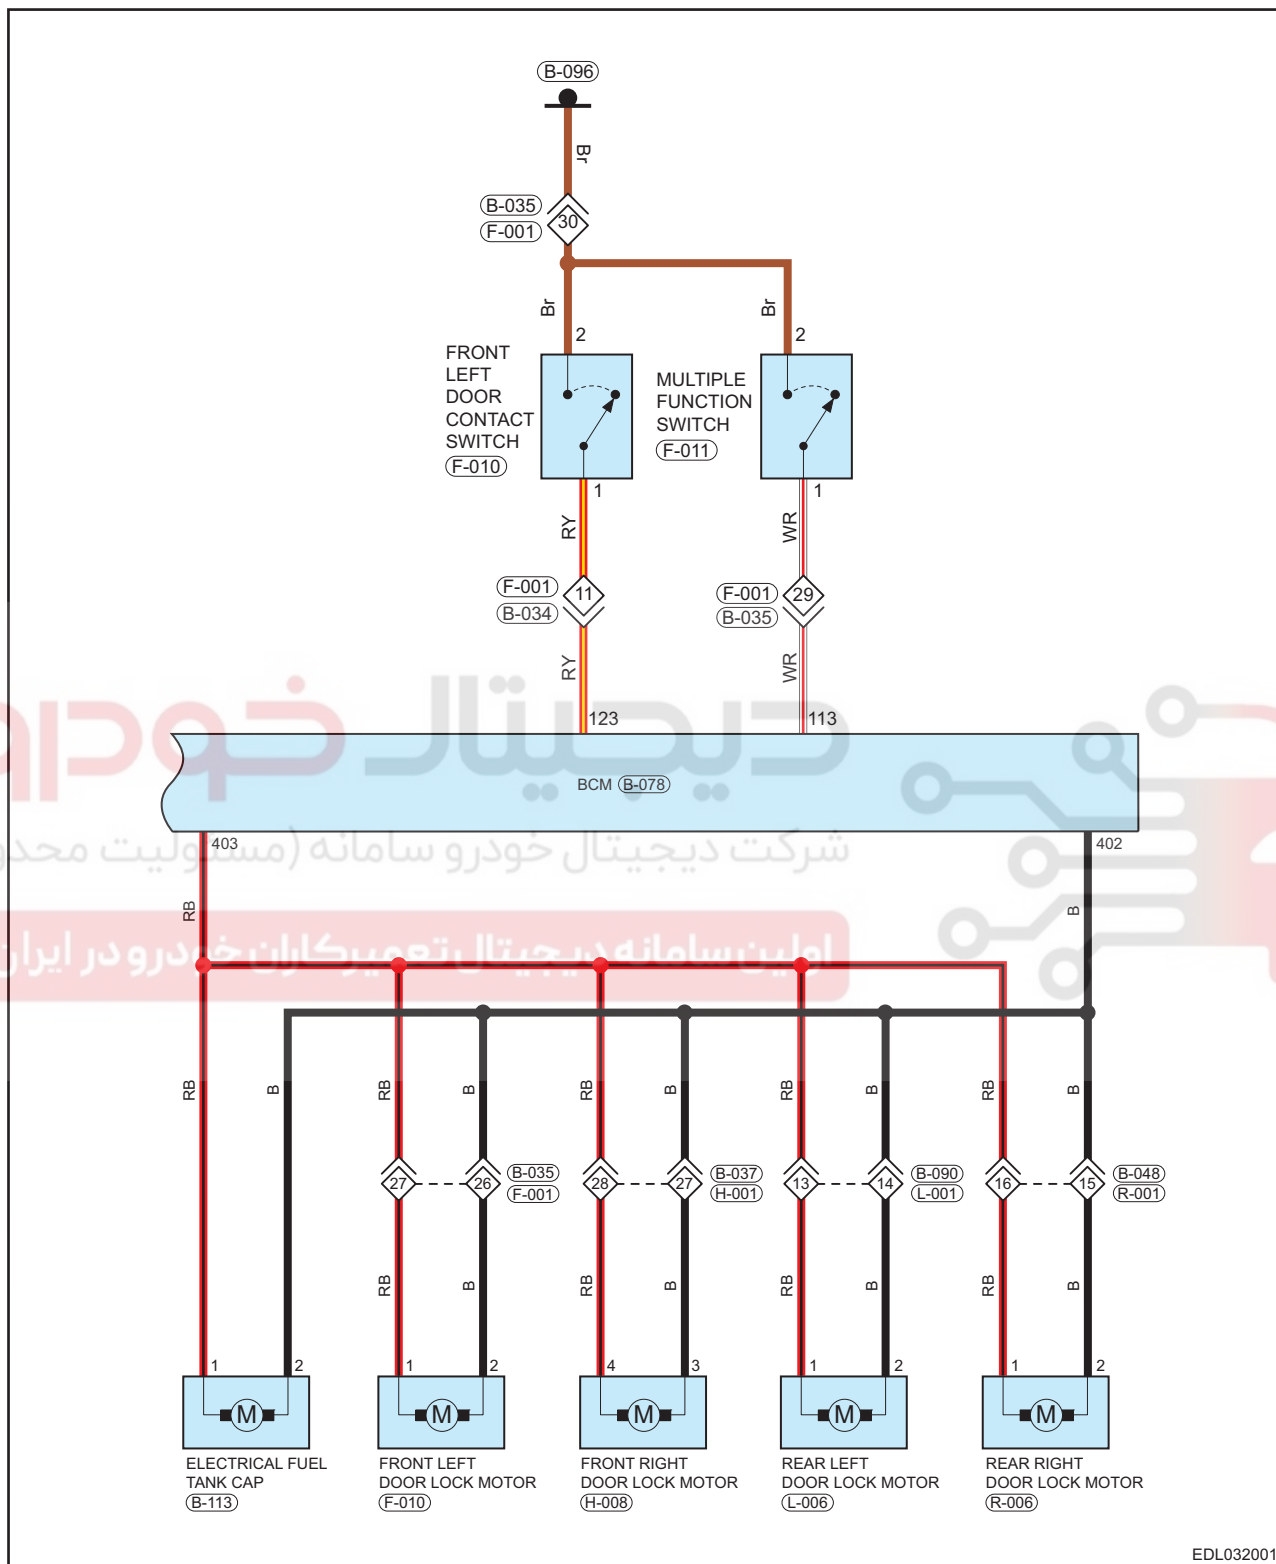 B-096
Br
B-035
F-001
30
Br
Br
2
2
FRONT
LEFT
DOOR
CONTACT
SWITCH
F-010
MULTIPLE
FUNCTION
SWITCH
F-011
1
1
RY
WR
F-001
B-034
11
F-001
B-035
29
RY
WR
123
113
دیجیتال خودرو
BCM B-078
403
402
شرکت دیجیتال خودرو سامانه (مسئولیت
RB
B
اولین سامانه دیجیتال تعمیرکاران خودرو در ایران
RB
B
RB
B
RB
B
RB
B
RB
B
27
26
B-035
F-001
28
27
B-037
H-001
13
14
B-090
L-001
16
15
B-048
R-001
RB
B
RB
B
RB
B
RB
B
1
2
1
2
4
3
1
2
1
2
M
M
M
M
M
ELECTRICAL FUEL
TANK CAP
B-113
FRONT LEFT
DOOR LOCK MOTOR
F-010
FRONT RIGHT
DOOR LOCK MOTOR
H-008
REAR LEFT
DOOR LOCK MOTOR
L-006
REAR RIGHT
DOOR LOCK MOTOR
R-006
EDL032001